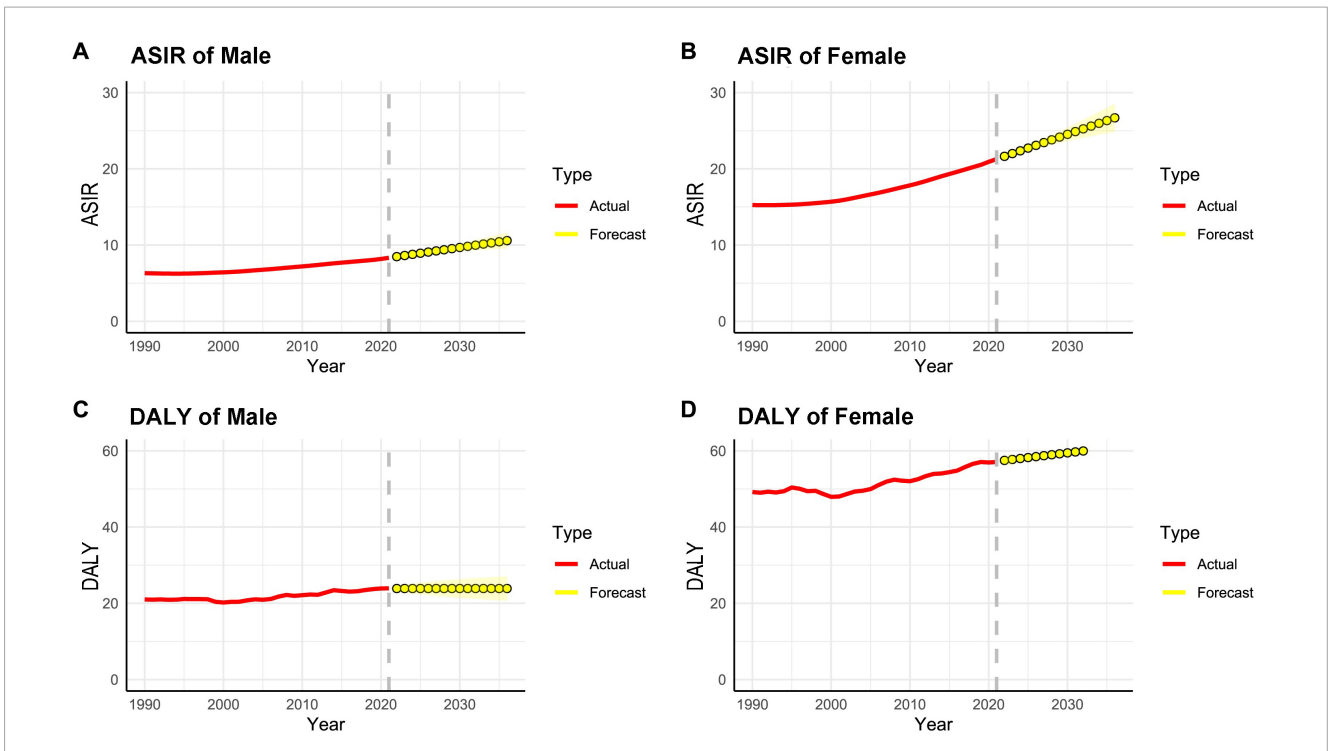 A ASIR of Male
30
20
10
0
ASIR
1990 2000 2010 2020 2030
Year
Type
Actual
Forecast
B ASIR of Female
30
20
10
0
ASIR
1990 2000 2010 2020 2030
Year
Type
Actual
Forecast
C DALY of Male
60
40
20
0
DALY
1990 2000 2010 2020 2030
Year
Type
Actual
Forecast
D DALY of Female
60
40
20
0
DALY
1990 2000 2010 2020 2030
Year
Type
Actual
Forecast